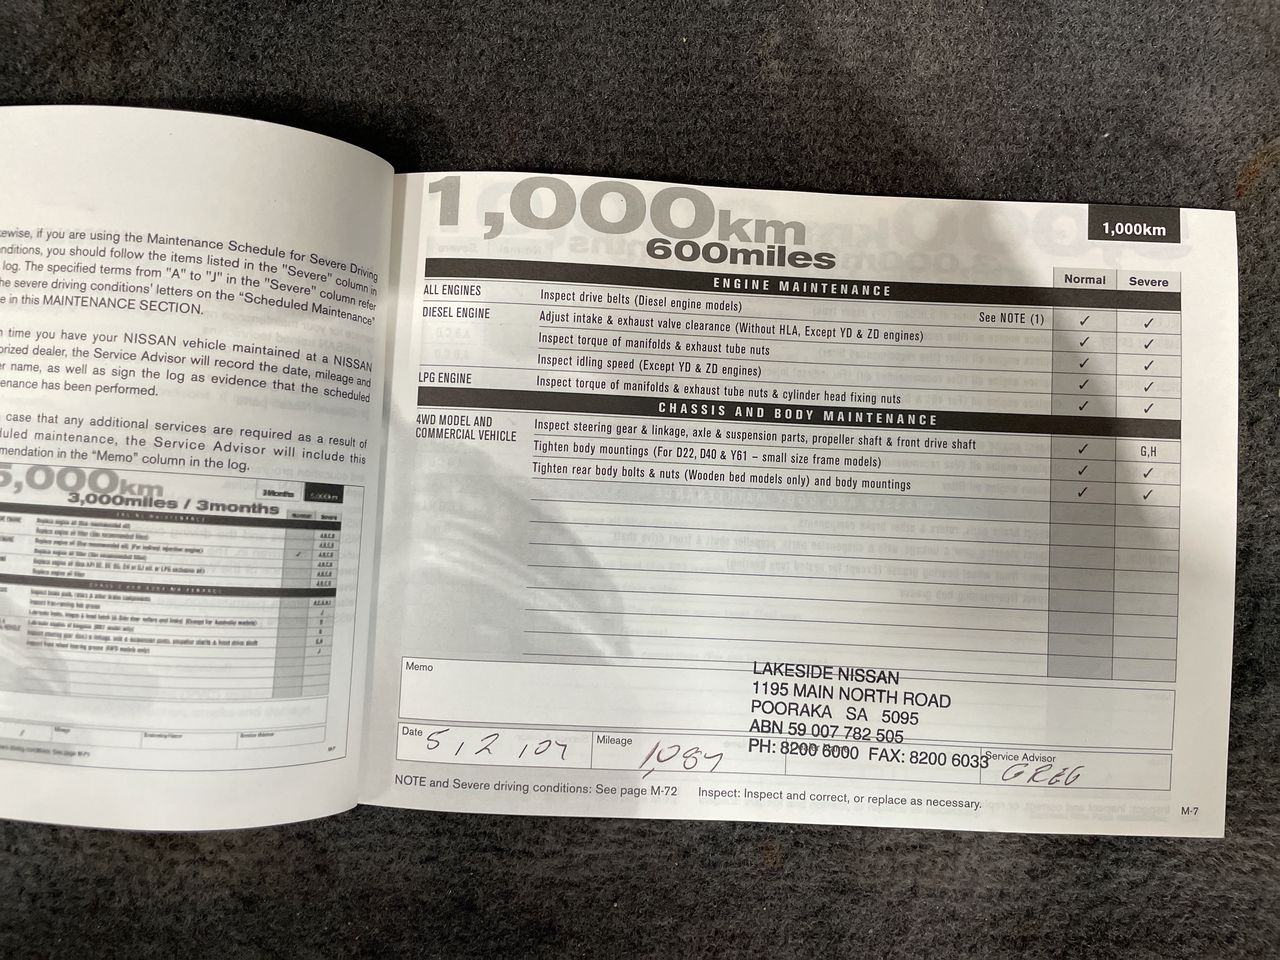 ewise, if you are using the Maintenance Schedule for Severe Driving
nditions, you should follow the items listed in the "Severe" column in
log. The specified terms from "A" to "J" in the "Severe" column refer
he severe driving conditions' letters on the "Scheduled Maintenance"
e in this MAINTENANCE SECTION.
time you have your NISSAN vehicle maintained at a NISSAN
orized dealer, the Service Advisor will record the date, mileage and
er name, as well as sign the log as evidence that the scheduled
enance has been performed.
case that any additional services are required as a result of
duled maintenance, the Service Advisor will include this
mendation in the "Memo" column in the log.
5,000km
3,000miles / 3months
3Months 5,000km
1,000km
600miles
1,000km
Normal Severe
ENGINE MAINTENANCE
ALL ENGINES Inspect drive belts (Diesel engine models) See NOTE (1) ✓ ✓
DIESEL ENGINE Adjust intake & exhaust valve clearance (Without HLA, Except YD & ZD engines) ✓ ✓
Inspect torque of manifolds & exhaust tube nuts ✓ ✓
Inspect idling speed (Except YD & ZD engines) ✓ ✓
LPG ENGINE Inspect torque of manifolds & exhaust tube nuts & cylinder head fixing nuts ✓ ✓
CHASSIS AND BODY MAINTENANCE
4WD MODEL AND COMMERCIAL VEHICLE Inspect steering gear & linkage, axle & suspension parts, propeller shaft & front drive shaft ✓ G,H
Tighten body mountings (For D22, D40 & Y61 – small size frame models) ✓ ✓
Tighten rear body bolts & nuts (Wooden bed models only) and body mountings ✓ ✓
Memo
LAKESIDE NISSAN
1195 MAIN NORTH ROAD
POORAKA SA 5095
ABN 59 007 782 505
PH: 8200 6000 FAX: 8200 6033
Date 5/2/07 Mileage 1,087 Service Advisor GREG
NOTE and Severe driving conditions: See page M-72 Inspect: Inspect and correct, or replace as necessary.
M-7